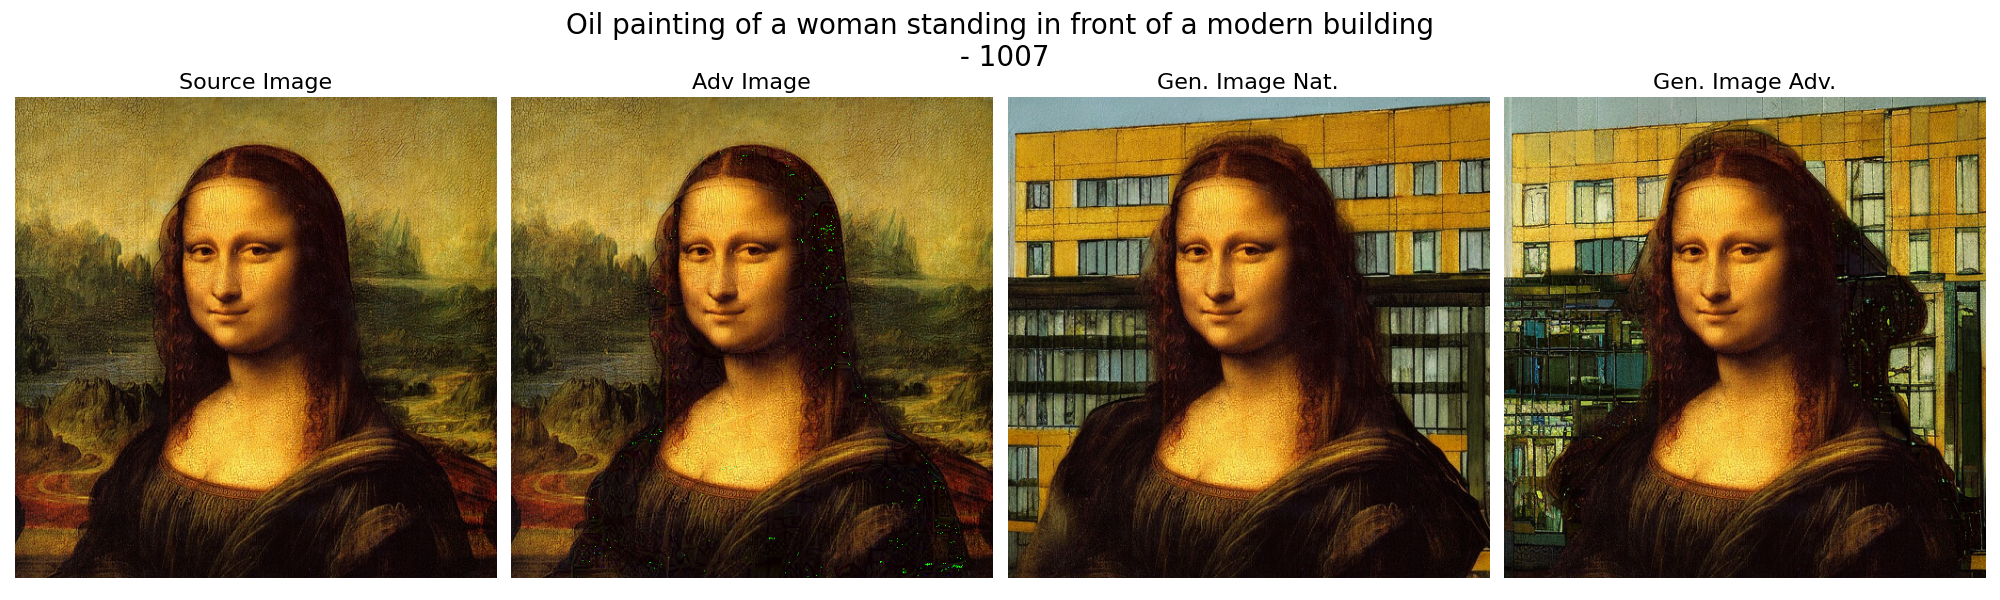 Oil painting of a woman standing in front of a modern building
- 1007
Source Image
Adv Image
Gen. Image Nat.
Gen. Image Adv.